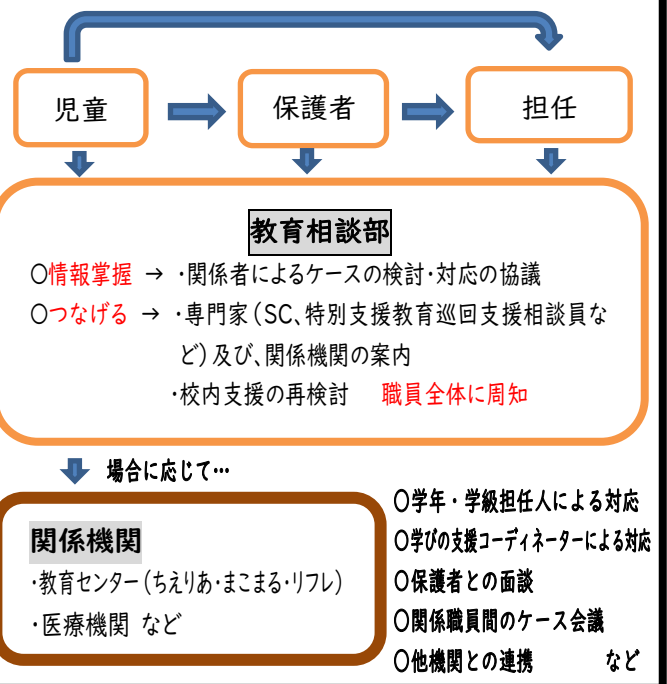 児童
保護者
担任
教育相談部
○情報掌握 → ・関係者によるケースの検討・対応の協議
○つなげる → ・専門家(SC、特別支援教育巡回支援相談員な
ど)及び、関係機関の案内
・校内支援の再検討 職員全体に周知
場合に応じて…
関係機関
・教育センター(ちえりあ・まこまる・リフレ)
・医療機関 など
○学年・学級担任人による対応
○学びの支援コーディネーターによる対応
○保護者との面談
○関係職員間のケース会議
○他機関との連携 など